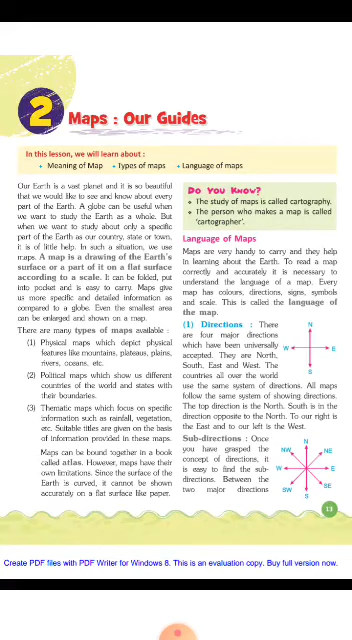 2
Maps : Our Guides
In this lesson, we will learn about :
+ Meaning of Map + Types of maps + Language of maps
Our Earth is a vast planet and it is so beautiful
that we would like to see and know about every
part of the Earth. A globe can be useful when
we want to study the Earth as a whole. But
when we want to study about only a specific
part of Earth as our country, state or town,
it is of little help. In such a situation, we use
maps. A map is a drawing of the Earth's
surface or a part of it on a flat surface
according to a scale. It can be folded, put
into pocket and is easy to carry. Maps give
us more specific and detailed information as
compared to a globe. Even the smallest area
can be enlarged and shown on a map.
There are many types of maps available :
(1) Physical maps which depict physical
features like mountains, plateaus, plains,
rivers, oceans, etc.
(2) Political maps which show us different
countries of the world and states with
their boundaries.
(3) Thematic maps which focus on specific
information such as rainfall, vegetation,
etc. Suitable titles are given on the basis
of information provided in these maps.
Maps can be bound together in a book
called atlas. However, maps have their
own limitations. Since the surface of the
Earth is curved, it cannot be shown
accurately on a flat surface like paper.
Do You Know?
The study of maps is called cartography.
The person who makes a map is called
'cartographer'.
Language of Maps
Maps are very handy to carry and they help
in learning about the Earth. To read a map
correctly and accurately it is necessary to
understand the language of a map. Every
map has colours, directions, signs, symbols
and scale. This is called the language of
the map.
(1) Directions : There
are four major directions
which have been universally
accepted. They are North,
South, East and West. The
countries all over the world
use the same system of directions. All maps
follow the same system of showing directions.
The top direction is the North. South is in the
direction opposite to the North. To our right is
the East and to our left is the West.
N
W E
S
Sub-directions : Once
you have grasped the
concept of directions, it
is easy to find the sub-
directions. Between the
two major directions
N
NW NE
W E
SW SE
S
13
Create PDF files with PDF Writer for Windows 8. This is an evaluation copy. Buy full version now.